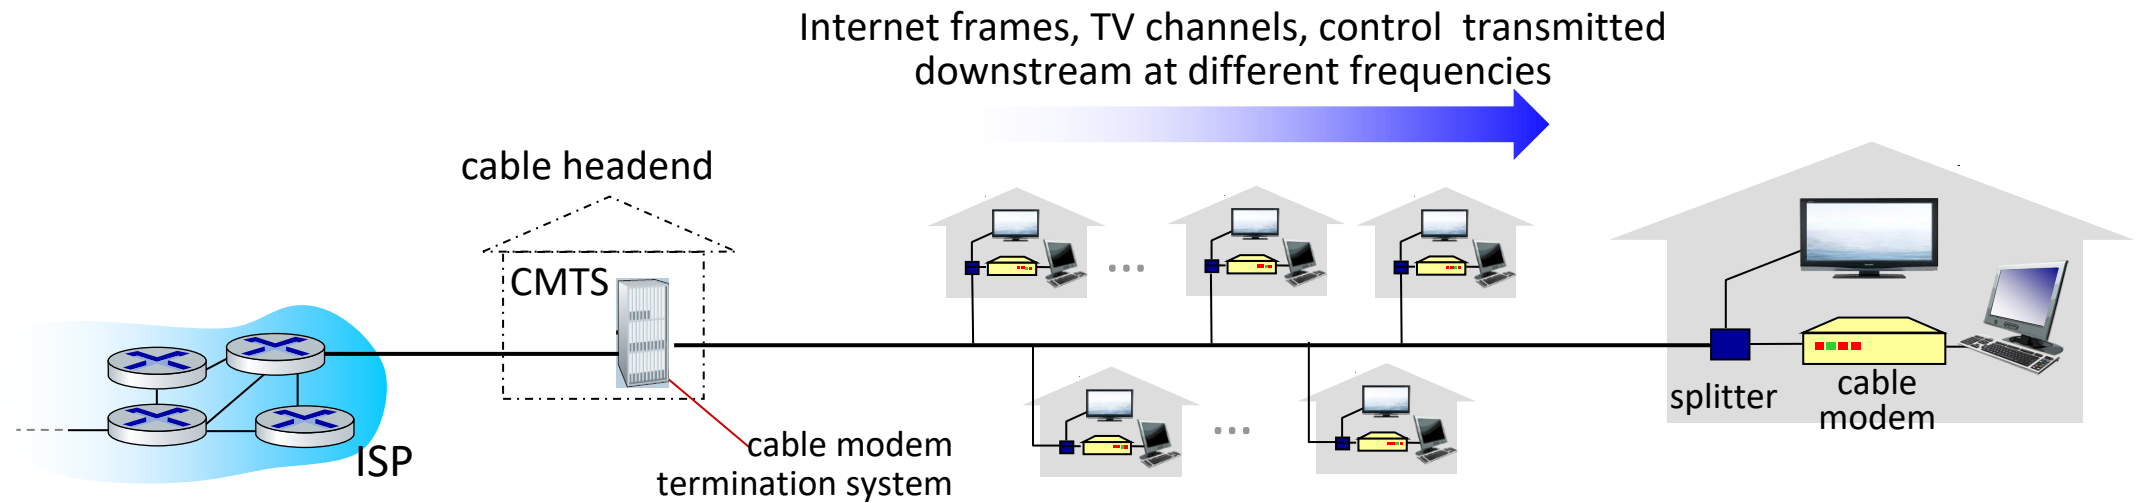 Internet frames, TV channels, control  transmitted
downstream at different frequencies
cable headend
CMTS
ISP
cable modem
termination system
splitter
cable
modem